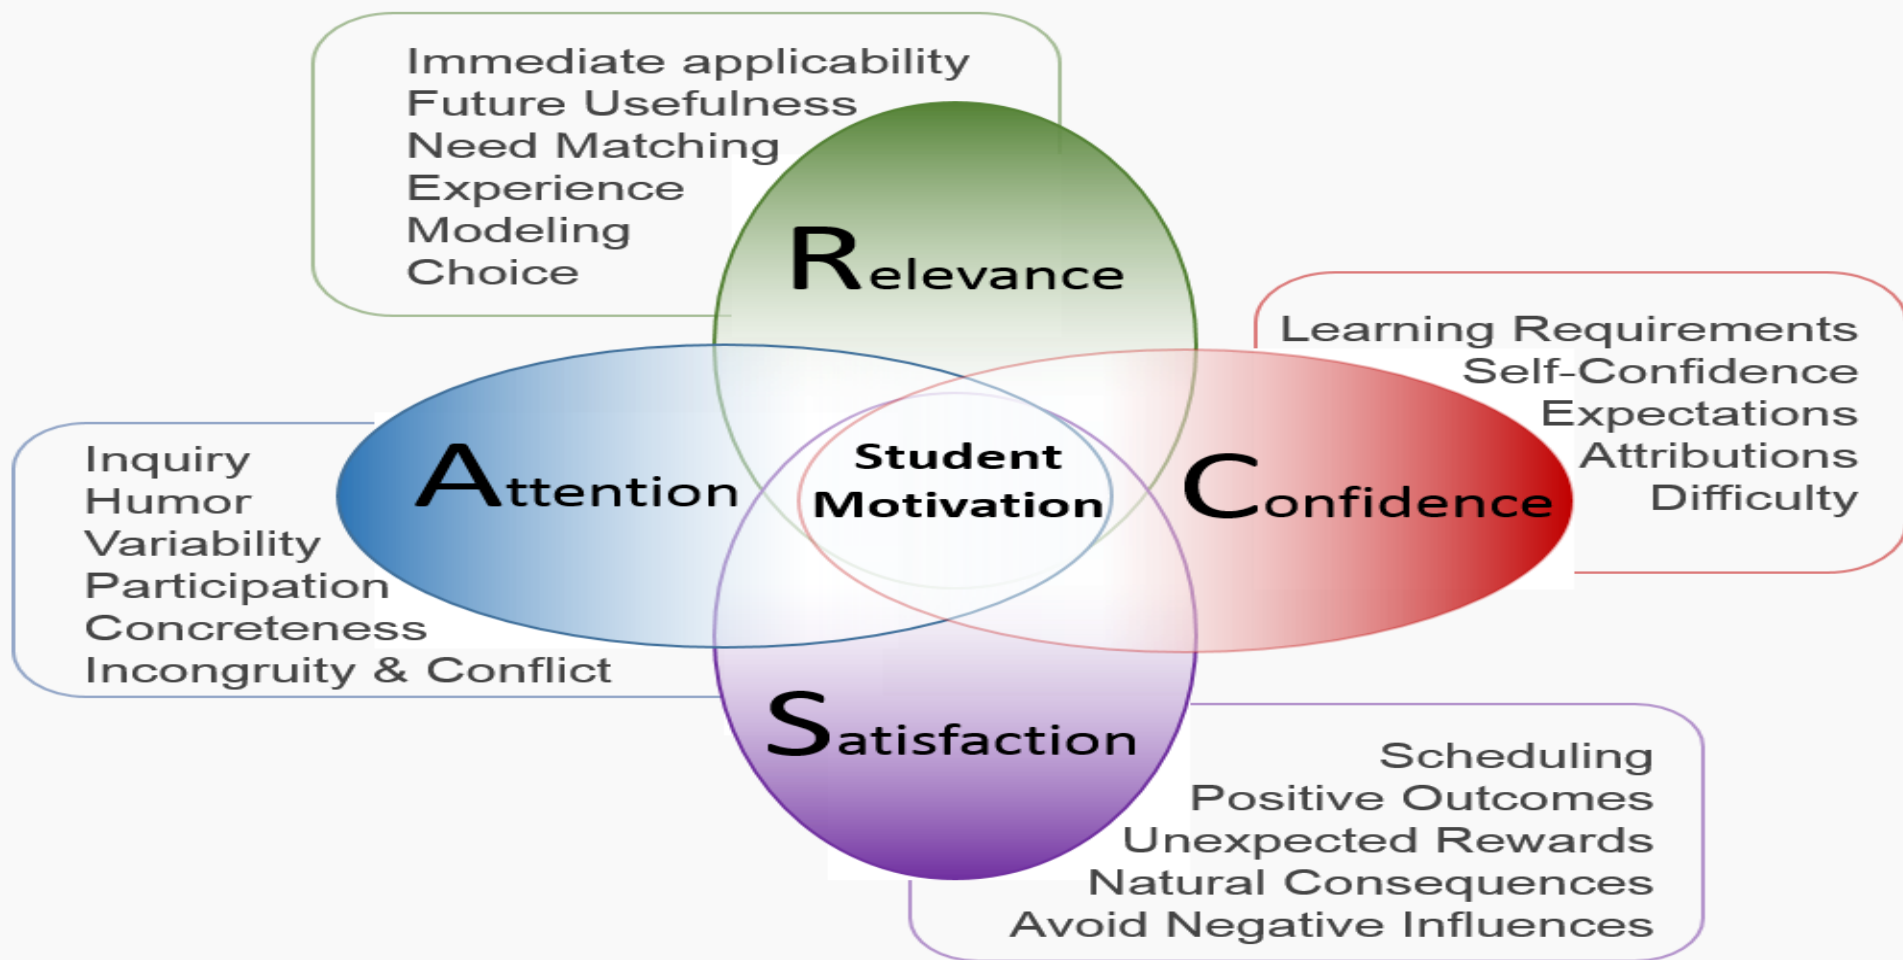 Immediate applicability
Future Usefulness
Need Matching
Experience
Modeling
Choice
Relevance
Learning Requirements
Self-Confidence
Expectations
Attributions
Difficulty
Inquiry
Humor
Variability
Participation
Concreteness
Incongruity & Conflict
Attention
Student
Motivation
Confidence
Satisfaction
Scheduling
Positive Outcomes
Unexpected Rewards
Natural Consequences
Avoid Negative Influences